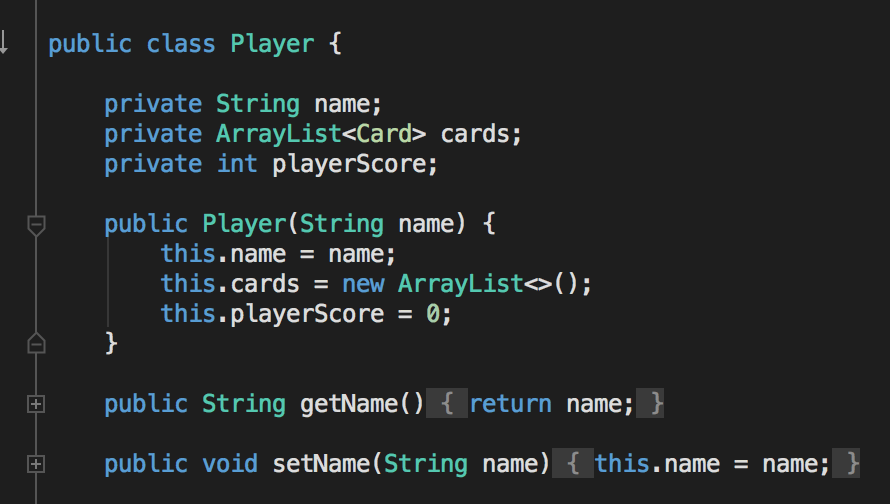 public class Player {
private String name;
private ArrayList<Card> cards;
private int playerScore;
public Player(String name) {
this.name = name;
this.cards = new ArrayList<>();
this.playerScore = 0;
}
public String getName() { return name; }
public void setName(String name) { this.name = name; }